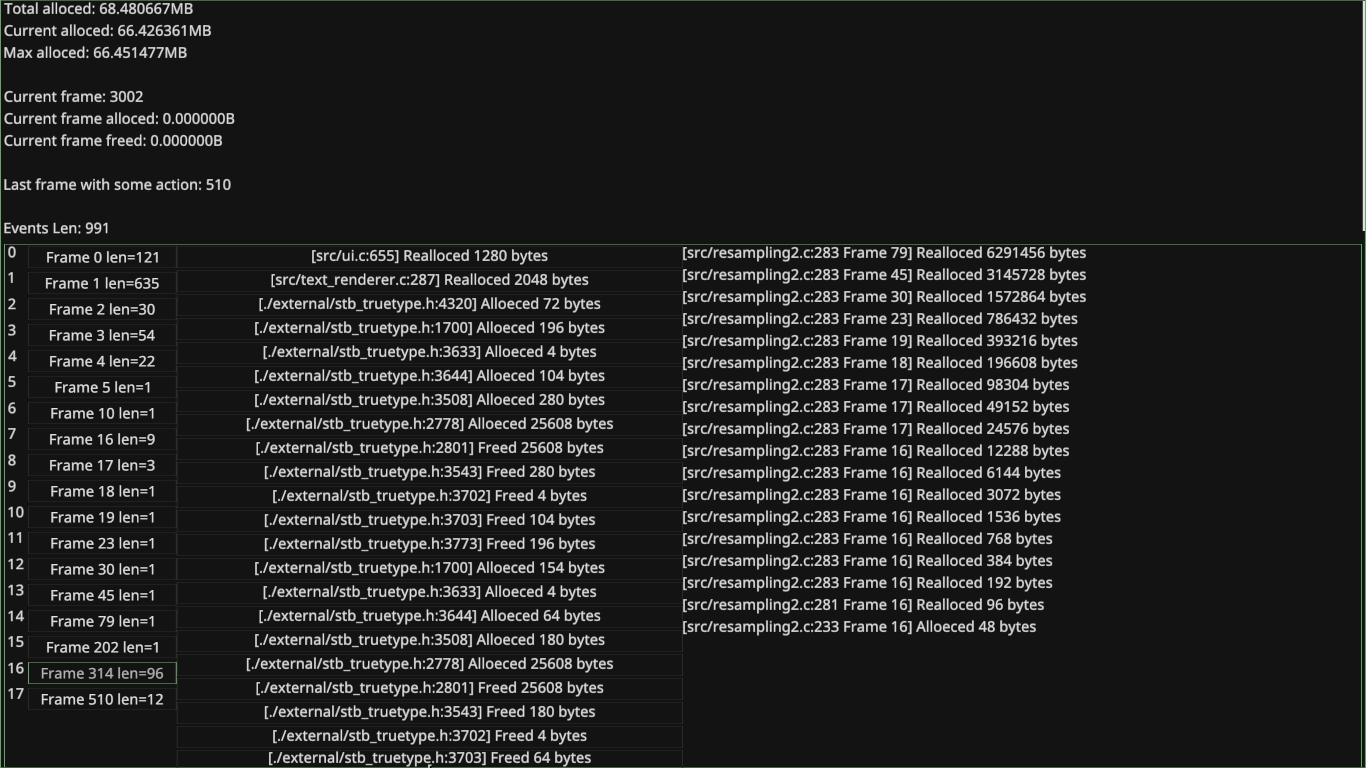 Total alloced: 68.480667MB
Current alloced: 66.426361MB
Max alloced: 66.451477MB
Current frame: 3002
Current frame alloced: 0.000000B
Current frame freed: 0.000000B
Last frame with some action: 510
Events Len: 991
0
1
2
3
4
5
6
7
8
9
10
11
12
13
14
15
16
17
Frame 0 len=121
Frame 1 len=635
Frame 2 len=30
Frame 3 len=54
Frame 4 len=22
Frame 5 len=1
Frame 10 len=1
Frame 16 len=9
Frame 17 len=3
Frame 18 len=1
Frame 19 len=1
Frame 23 len=1
Frame 30 len=1
Frame 45 len=1
Frame 79 len=1
Frame 202 len=1
Frame 314 len=96
Frame 510 len=12
[src/ui.c:655] Realloced 1280 bytes
[src/text_renderer.c:287] Realloced 2048 bytes
[./external/stb_truetype.h:4320] Alloeced 72 bytes
[./external/stb_truetype.h:1700] Alloeced 196 bytes
[./external/stb_truetype.h:3633] Alloeced 4 bytes
[./external/stb_truetype.h:3644] Alloeced 104 bytes
[./external/stb_truetype.h:3508] Alloeced 280 bytes
[./external/stb_truetype.h:2778] Alloeced 25608 bytes
[./external/stb_truetype.h:2801] Freed 25608 bytes
[./external/stb_truetype.h:3543] Freed 280 bytes
[./external/stb_truetype.h:3702] Freed 4 bytes
[./external/stb_truetype.h:3703] Freed 104 bytes
[./external/stb_truetype.h:3773] Freed 196 bytes
[./external/stb_truetype.h:1700] Alloeced 154 bytes
[./external/stb_truetype.h:3633] Alloeced 4 bytes
[./external/stb_truetype.h:3644] Alloeced 64 bytes
[./external/stb_truetype.h:3508] Alloeced 180 bytes
[./external/stb_truetype.h:2778] Alloeced 25608 bytes
[./external/stb_truetype.h:2801] Freed 25608 bytes
[./external/stb_truetype.h:3543] Freed 180 bytes
[./external/stb_truetype.h:3702] Freed 4 bytes
[./external/stb_truetype.h:3703] Freed 64 bytes
[src/resampling2.c:283 Frame 79] Realloced 6291456 bytes
[src/resampling2.c:283 Frame 45] Realloced 3145728 bytes
[src/resampling2.c:283 Frame 30] Realloced 1572864 bytes
[src/resampling2.c:283 Frame 23] Realloced 786432 bytes
[src/resampling2.c:283 Frame 19] Realloced 393216 bytes
[src/resampling2.c:283 Frame 18] Realloced 196608 bytes
[src/resampling2.c:283 Frame 17] Realloced 98304 bytes
[src/resampling2.c:283 Frame 17] Realloced 49152 bytes
[src/resampling2.c:283 Frame 17] Realloced 24576 bytes
[src/resampling2.c:283 Frame 16] Realloced 12288 bytes
[src/resampling2.c:283 Frame 16] Realloced 6144 bytes
[src/resampling2.c:283 Frame 16] Realloced 3072 bytes
[src/resampling2.c:283 Frame 16] Realloced 1536 bytes
[src/resampling2.c:283 Frame 16] Realloced 768 bytes
[src/resampling2.c:283 Frame 16] Realloced 384 bytes
[src/resampling2.c:283 Frame 16] Realloced 192 bytes
[src/resampling2.c:281 Frame 16] Realloced 96 bytes
[src/resampling2.c:233 Frame 16] Alloeced 48 bytes